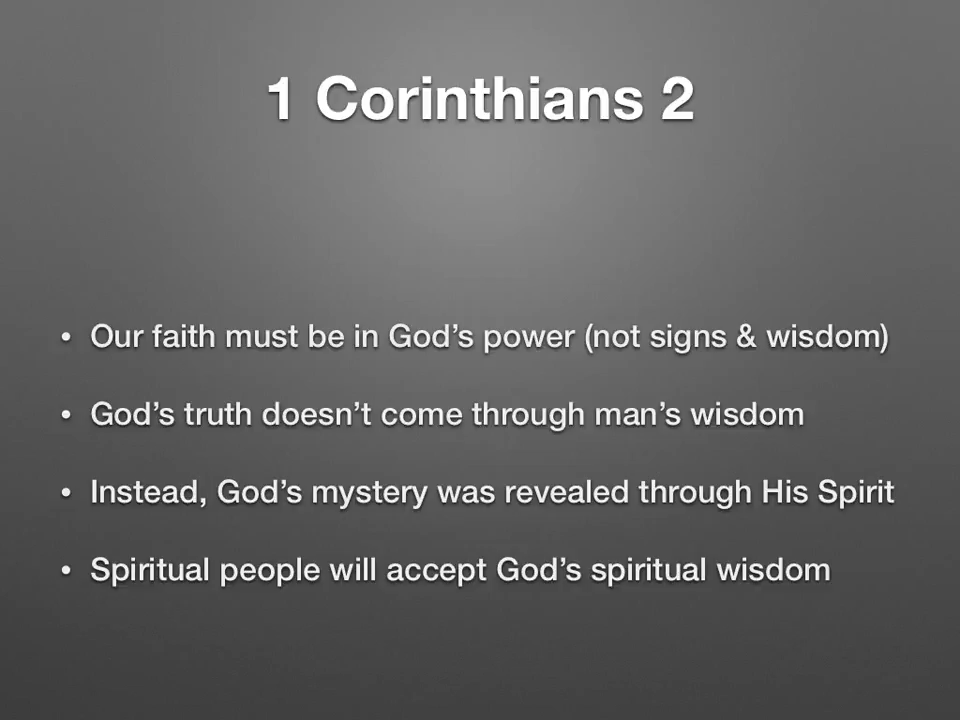 1 Corinthians 2
• Our faith must be in God’s power (not signs & wisdom)
• God’s truth doesn’t come through man’s wisdom
• Instead, God’s mystery was revealed through His Spirit
• Spiritual people will accept God’s spiritual wisdom